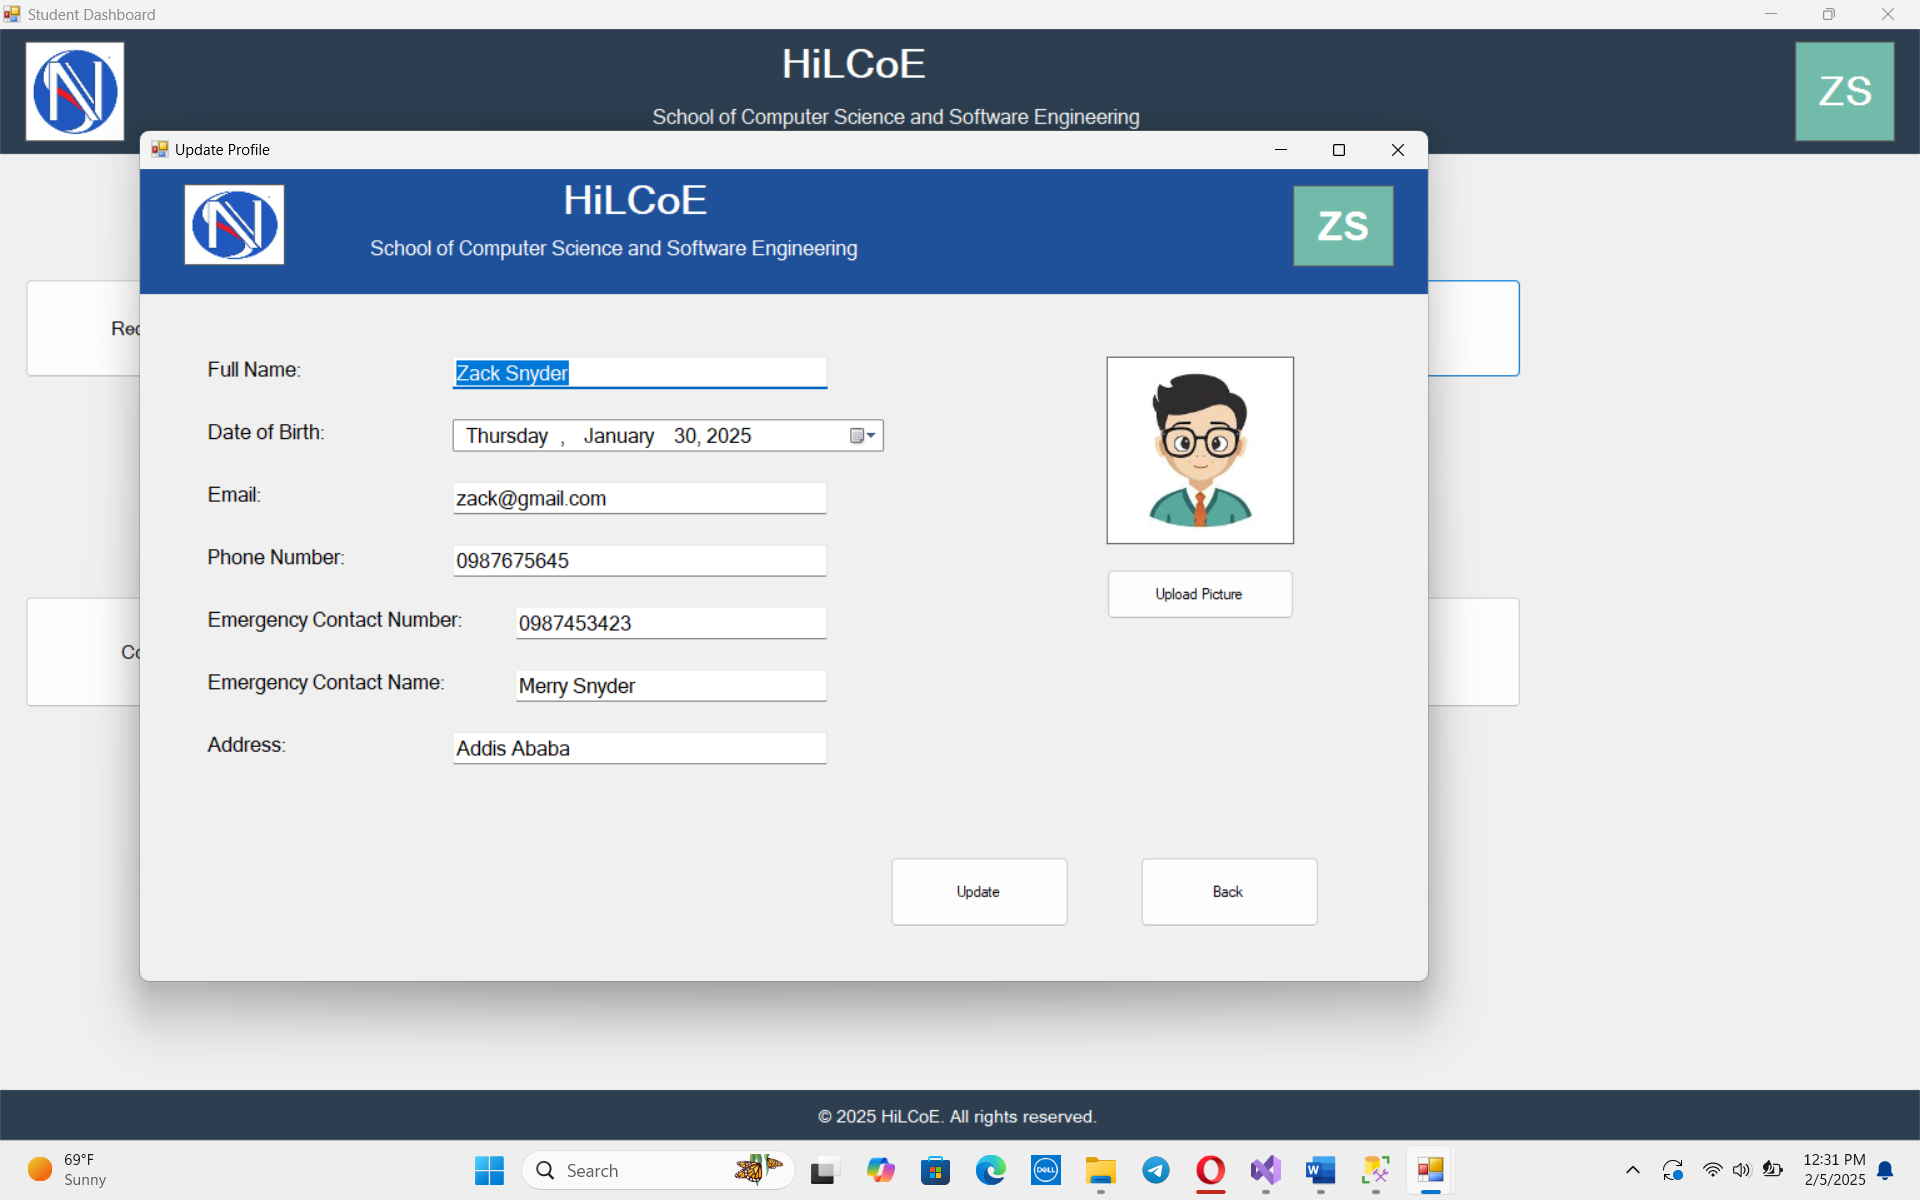 Student Dashboard
HiLCoE
School of Computer Science and Software Engineering
ZS
Update Profile
HiLCoE
School of Computer Science and Software Engineering
ZS
Full Name: Zack Snyder
Date of Birth: Thursday , January 30, 2025
Email: zack@gmail.com
Phone Number: 0987675645
Emergency Contact Number: 0987453423
Emergency Contact Name: Merry Snyder
Address: Addis Ababa
Upload Picture
Update
Back
© 2025 HiLCoE. All rights reserved.
69°F
Sunny
Search
DELL
12:31 PM
2/5/2025